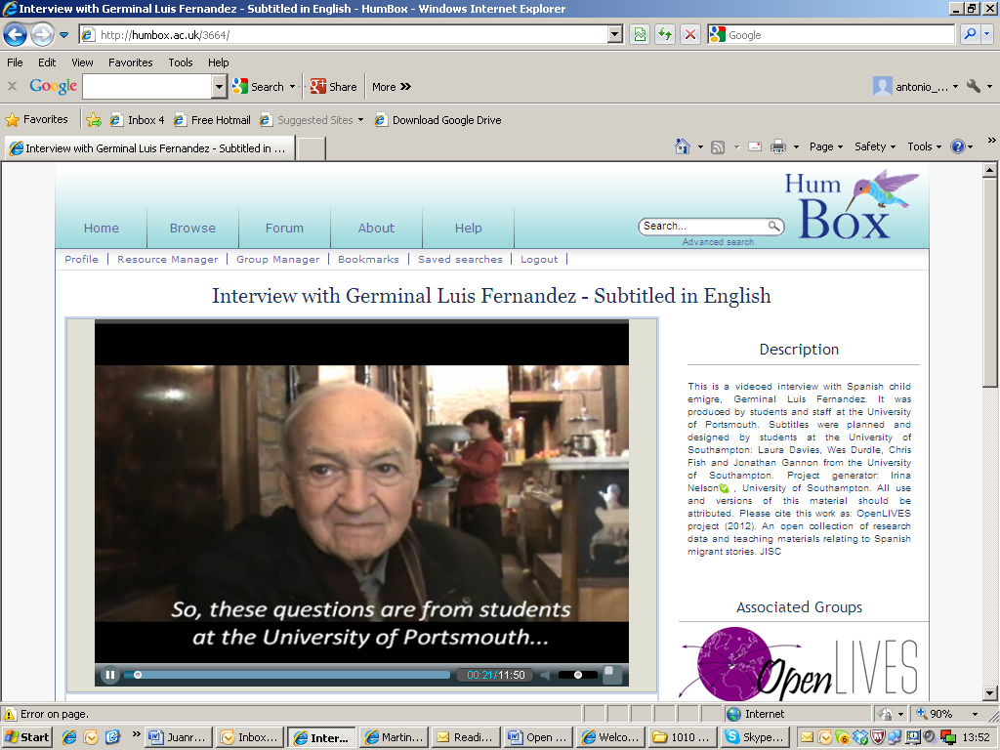 Interview with Germinal Luis Fernandez - Subtitled in English - HumBox - Windows Internet Explorer
http://humbox.ac.uk/3664/
Google
File Edit View Favorites Tools Help
x Google Search Share More antonio_...
Favorites Inbox 4 Free Hotmail Suggested Sites Download Google Drive
Interview with Germinal Luis Fernandez - Subtitled in ... Page Safety Tools
Hum
Box
Home Browse Forum About Help
Search...
Advanced search
Profile Resource Manager Group Manager Bookmarks Saved searches Logout
Interview with Germinal Luis Fernandez - Subtitled in English
So, these questions are from students
at the University of Portsmouth...
00:21/11:50
Description
This is a videoed interview with Spanish child
emigre, Germinal Luis Fernandez. It was
produced by students and staff at the University
of Portsmouth. Subtitles were planned and
designed by students at the University of
Southampton: Laura Davies, Wes Durdle, Chris
Fish and Jonathan Gannon from the University
of Southampton. Project generator: Irina
Nelson , University of Southampton. All use
and versions of this material should be
attributed. Please cite this work as: OpenLIVES
project (2012). An open collection of research
data and teaching materials relating to Spanish
migrant stories. JISC
Associated Groups
OpenLIVES
Error on page. Internet 90%
Start Juanr... Inbox... Inter... Martin... Readi... Open ... Welco... 1010 ... Skype... 13:52